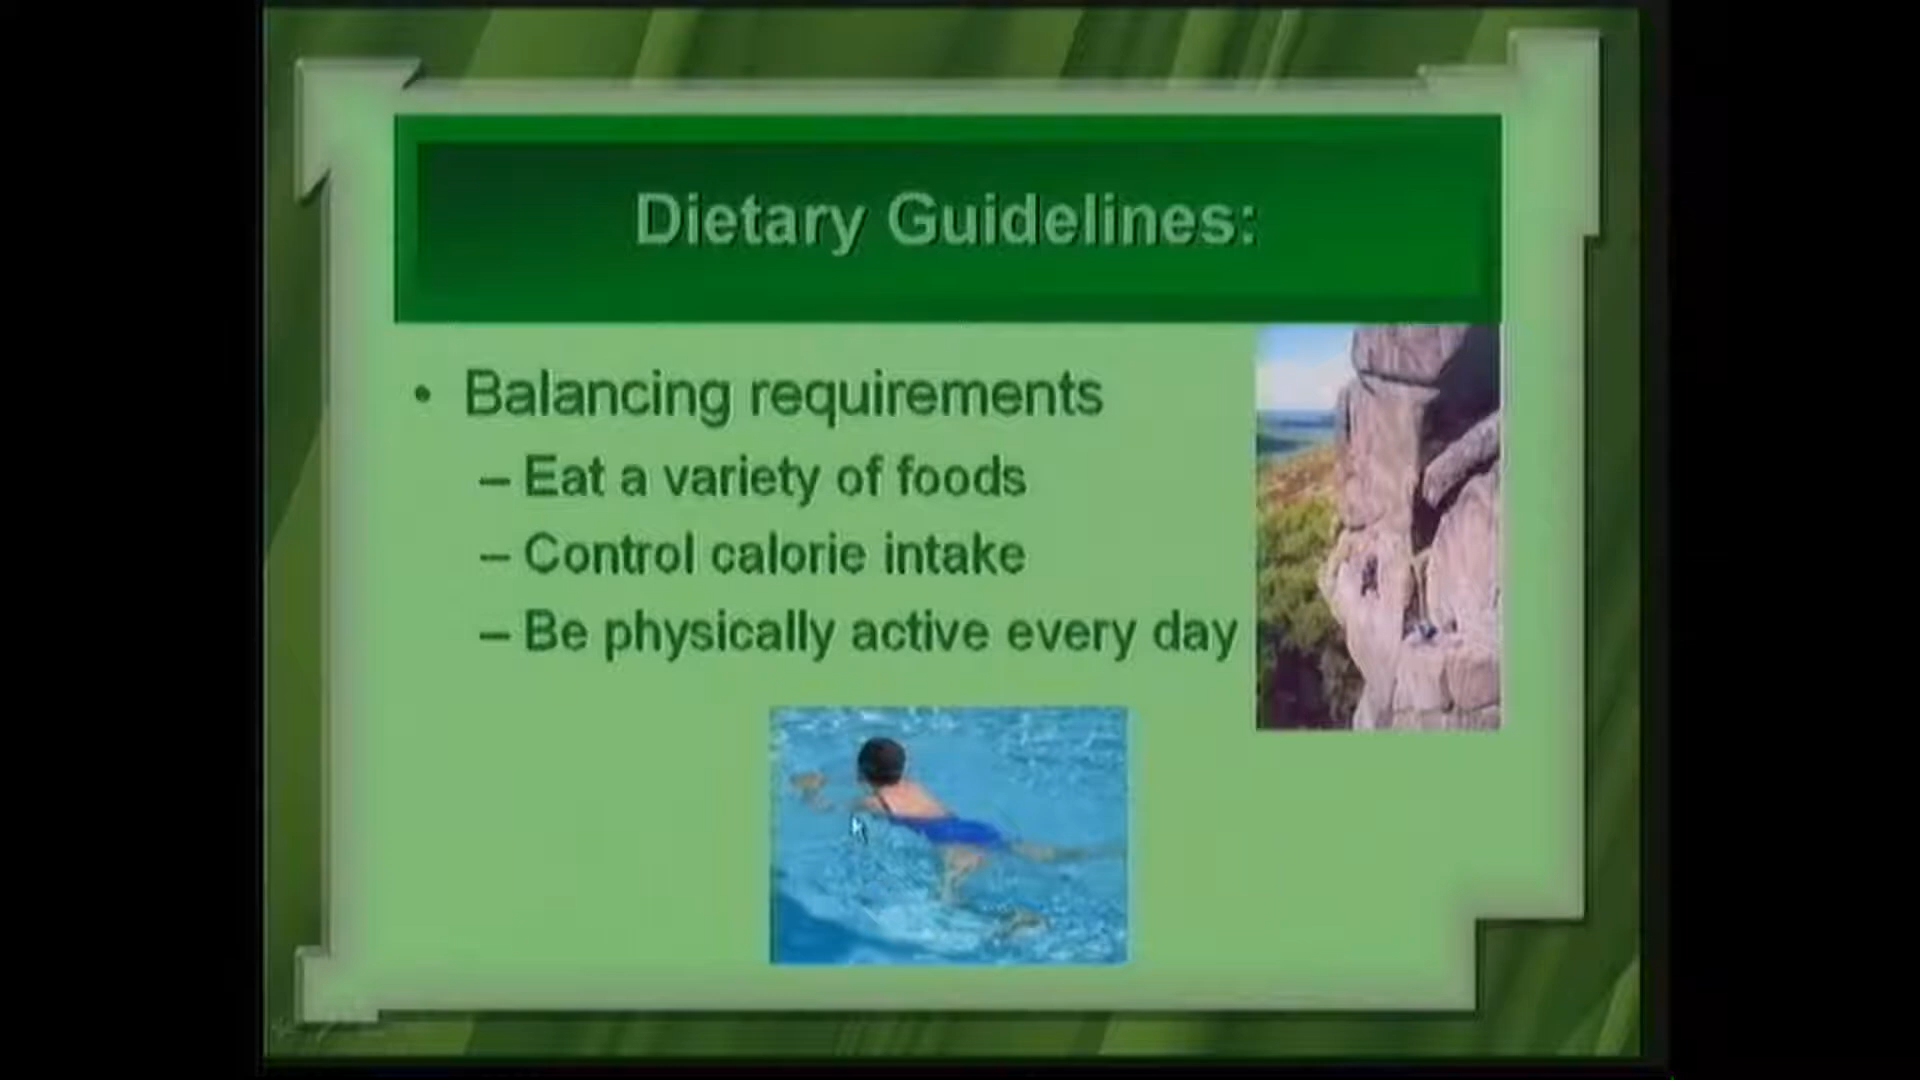 Dietary Guidelines:
• Balancing requirements
– Eat a variety of foods
– Control calorie intake
– Be physically active every day